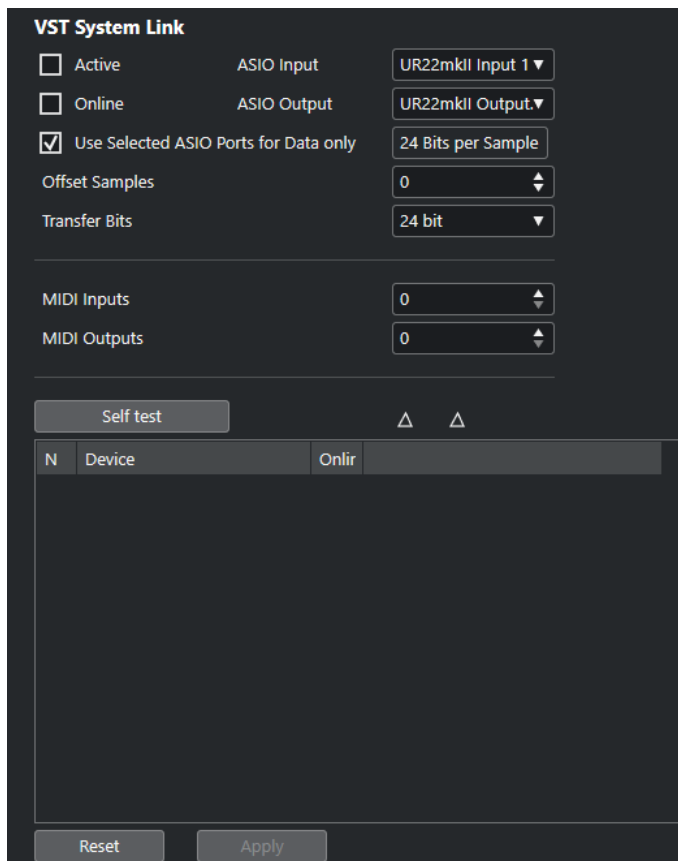 VST System Link
Active ASIO Input UR22mkII Input 1
Online ASIO Output UR22mkII Output.
Use Selected ASIO Ports for Data only 24 Bits per Sample
Offset Samples 0
Transfer Bits 24 bit
MIDI Inputs 0
MIDI Outputs 0
Self test
N Device Onlir
Reset Apply